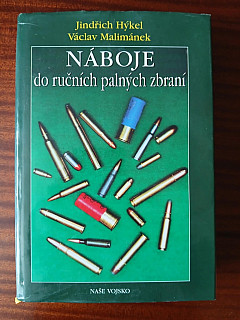 Jindřich Hýkel
Václav Malimánek
NÁBOJE
do ručních palných zbraní
NAŠE VOJSKO